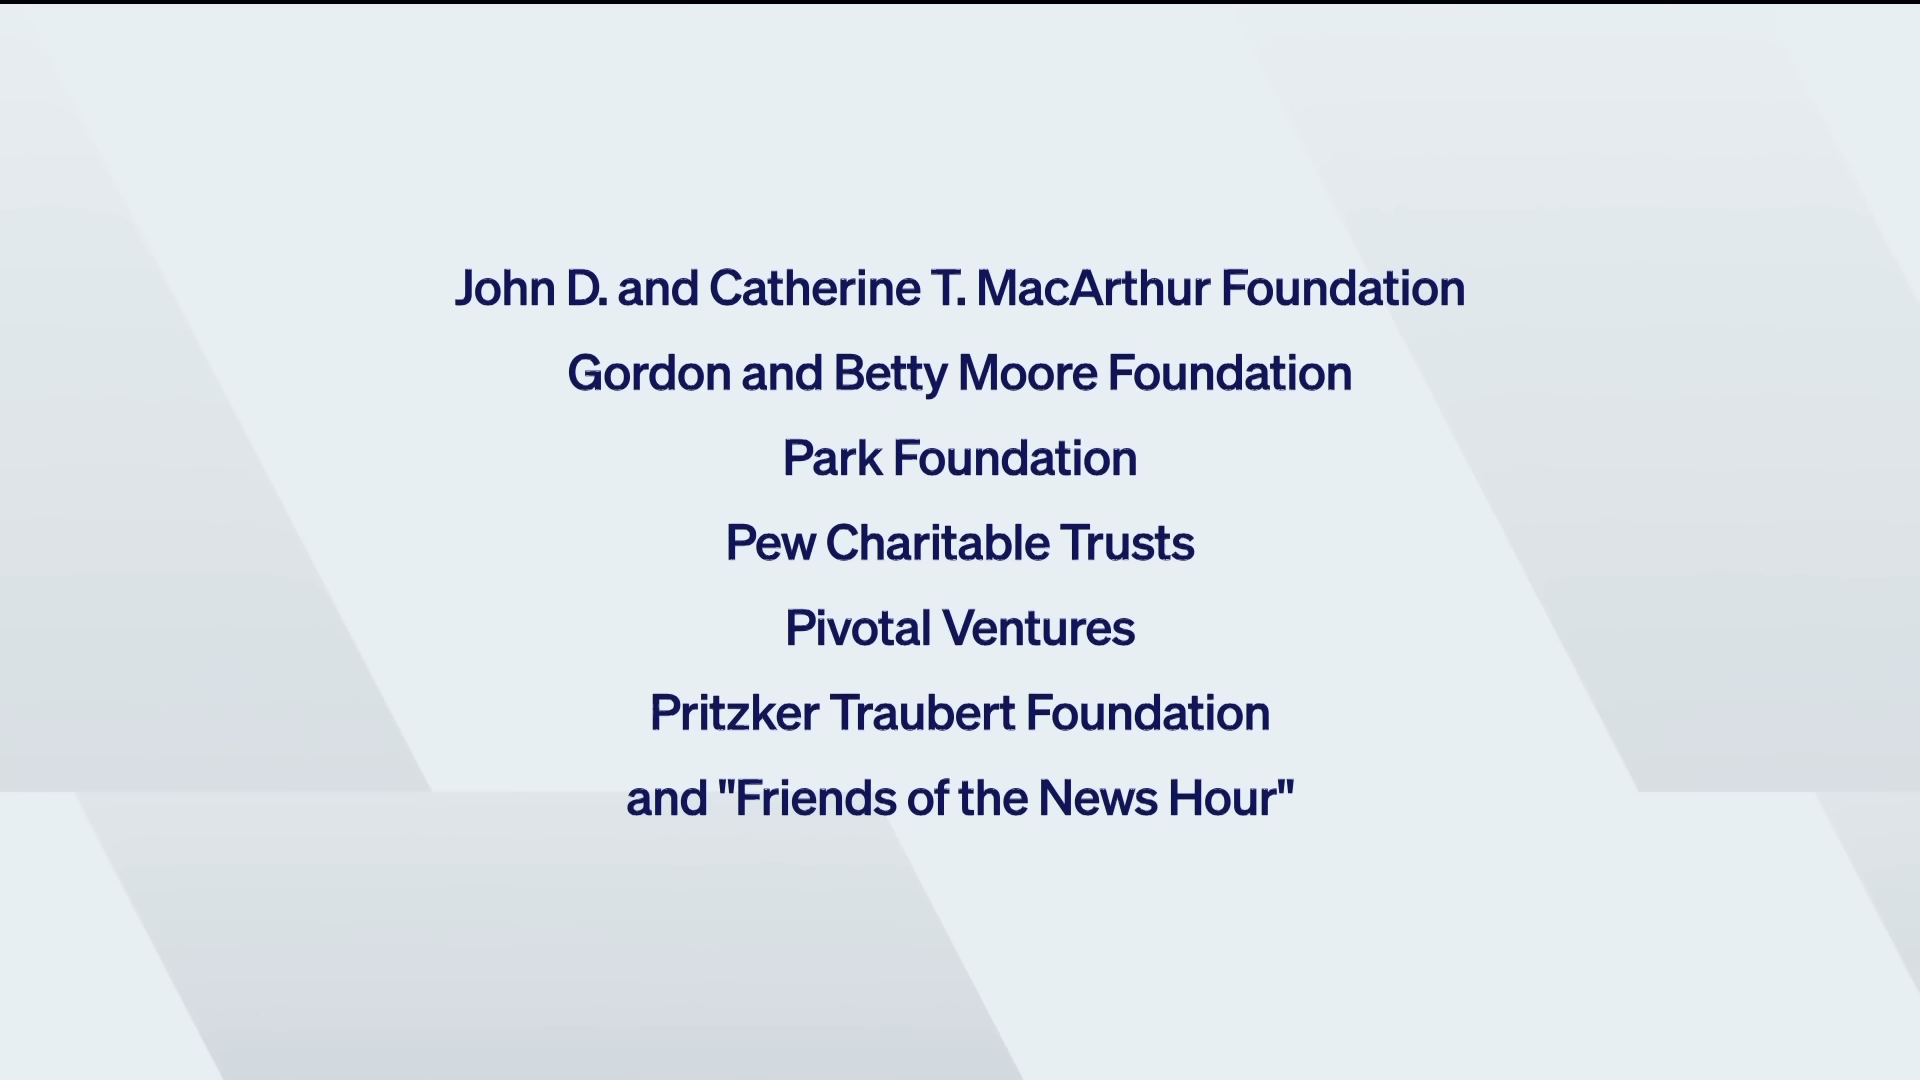 John D. and Catherine T. MacArthur Foundation
Gordon and Betty Moore Foundation
Park Foundation
Pew Charitable Trusts
Pivotal Ventures
Pritzker Traubert Foundation
and "Friends of the News Hour"